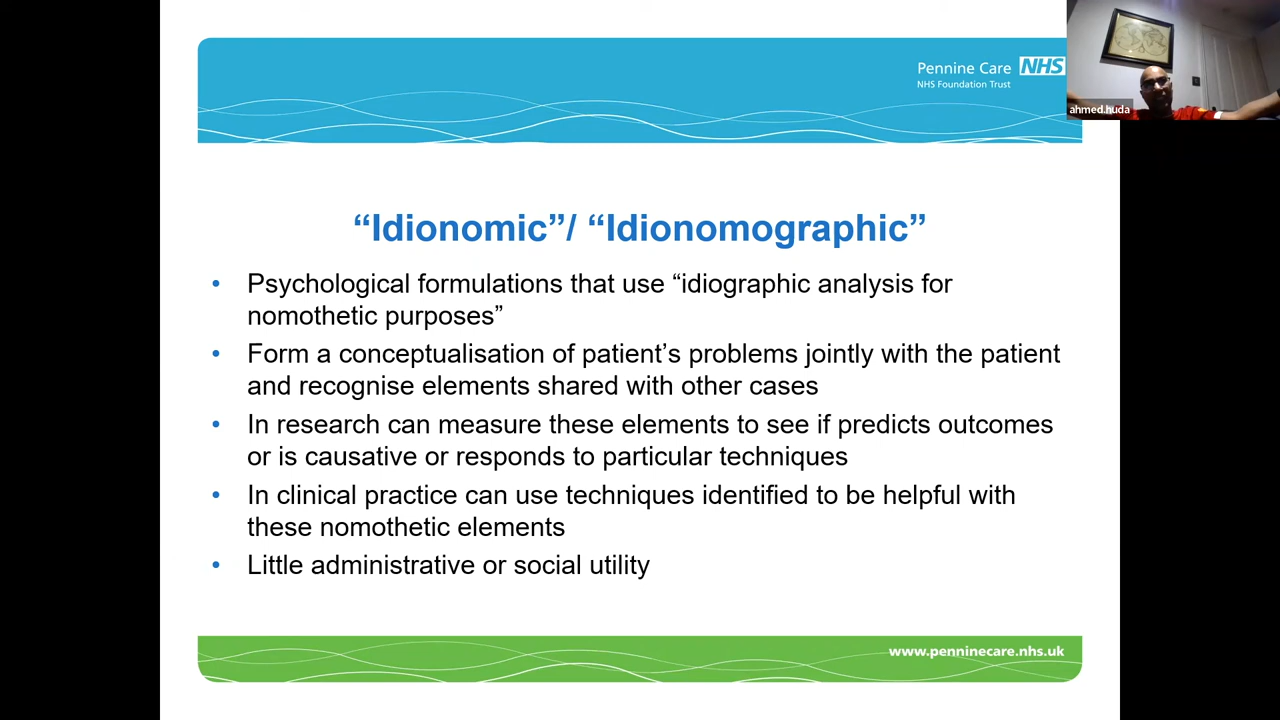 Pennine Care NHS
NHS Foundation Trust
ahmed.huda
“Idionomic”/ “Idionomographic”
• Psychological formulations that use “idiographic analysis for
nomothetic purposes”
• Form a conceptualisation of patient’s problems jointly with the patient
and recognise elements shared with other cases
• In research can measure these elements to see if predicts outcomes
or is causative or responds to particular techniques
• In clinical practice can use techniques identified to be helpful with
these nomothetic elements
• Little administrative or social utility
www.penninecare.nhs.uk